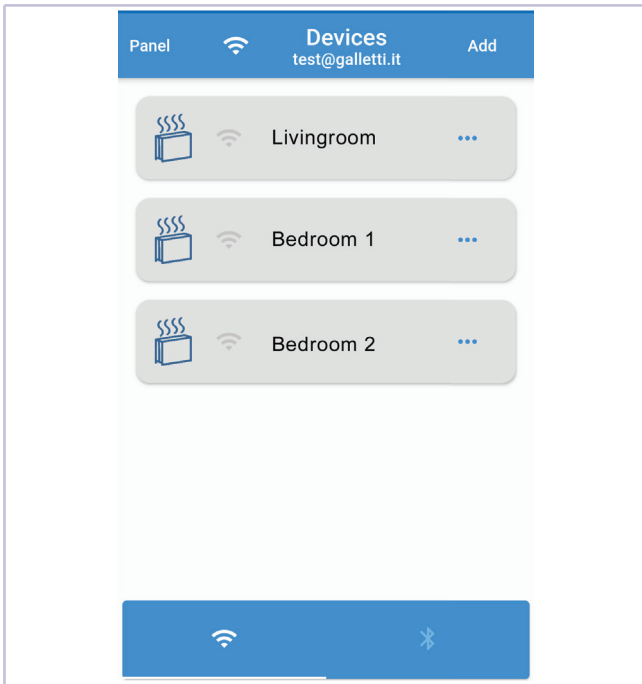 Panel
Devices
test@galletti.it
Add
Livingroom
Bedroom 1
Bedroom 2